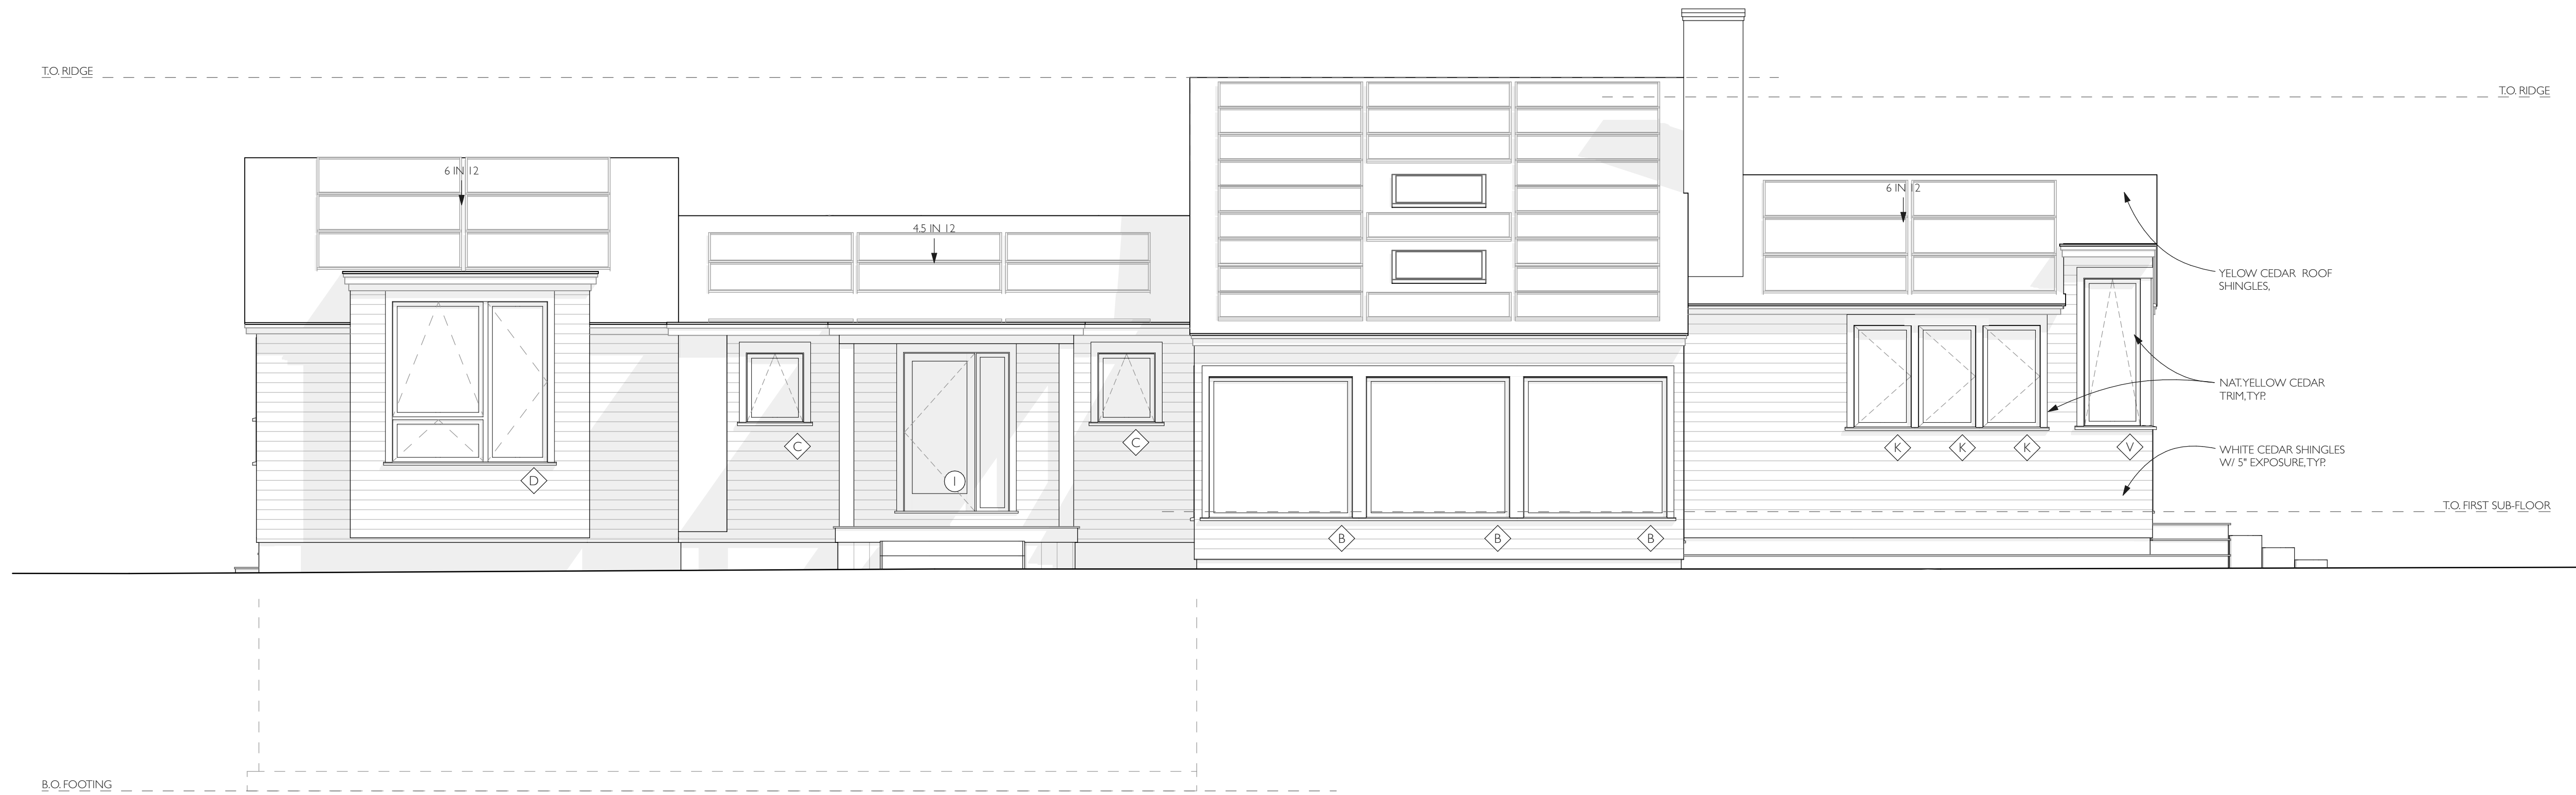 T.O. RIDGE
T.O. RIDGE
6 IN 12
6 IN 12
4.5 IN 12
YELOW CEDAR ROOF
SHINGLES,
NAT. YELLOW CEDAR
TRIM, TYP.
C
C
K
K
K
V
WHITE CEDAR SHINGLES
W/ 5" EXPOSURE, TYP.
D
I
T.O. FIRST SUB-FLOOR
B
B
B
B.O. FOOTING